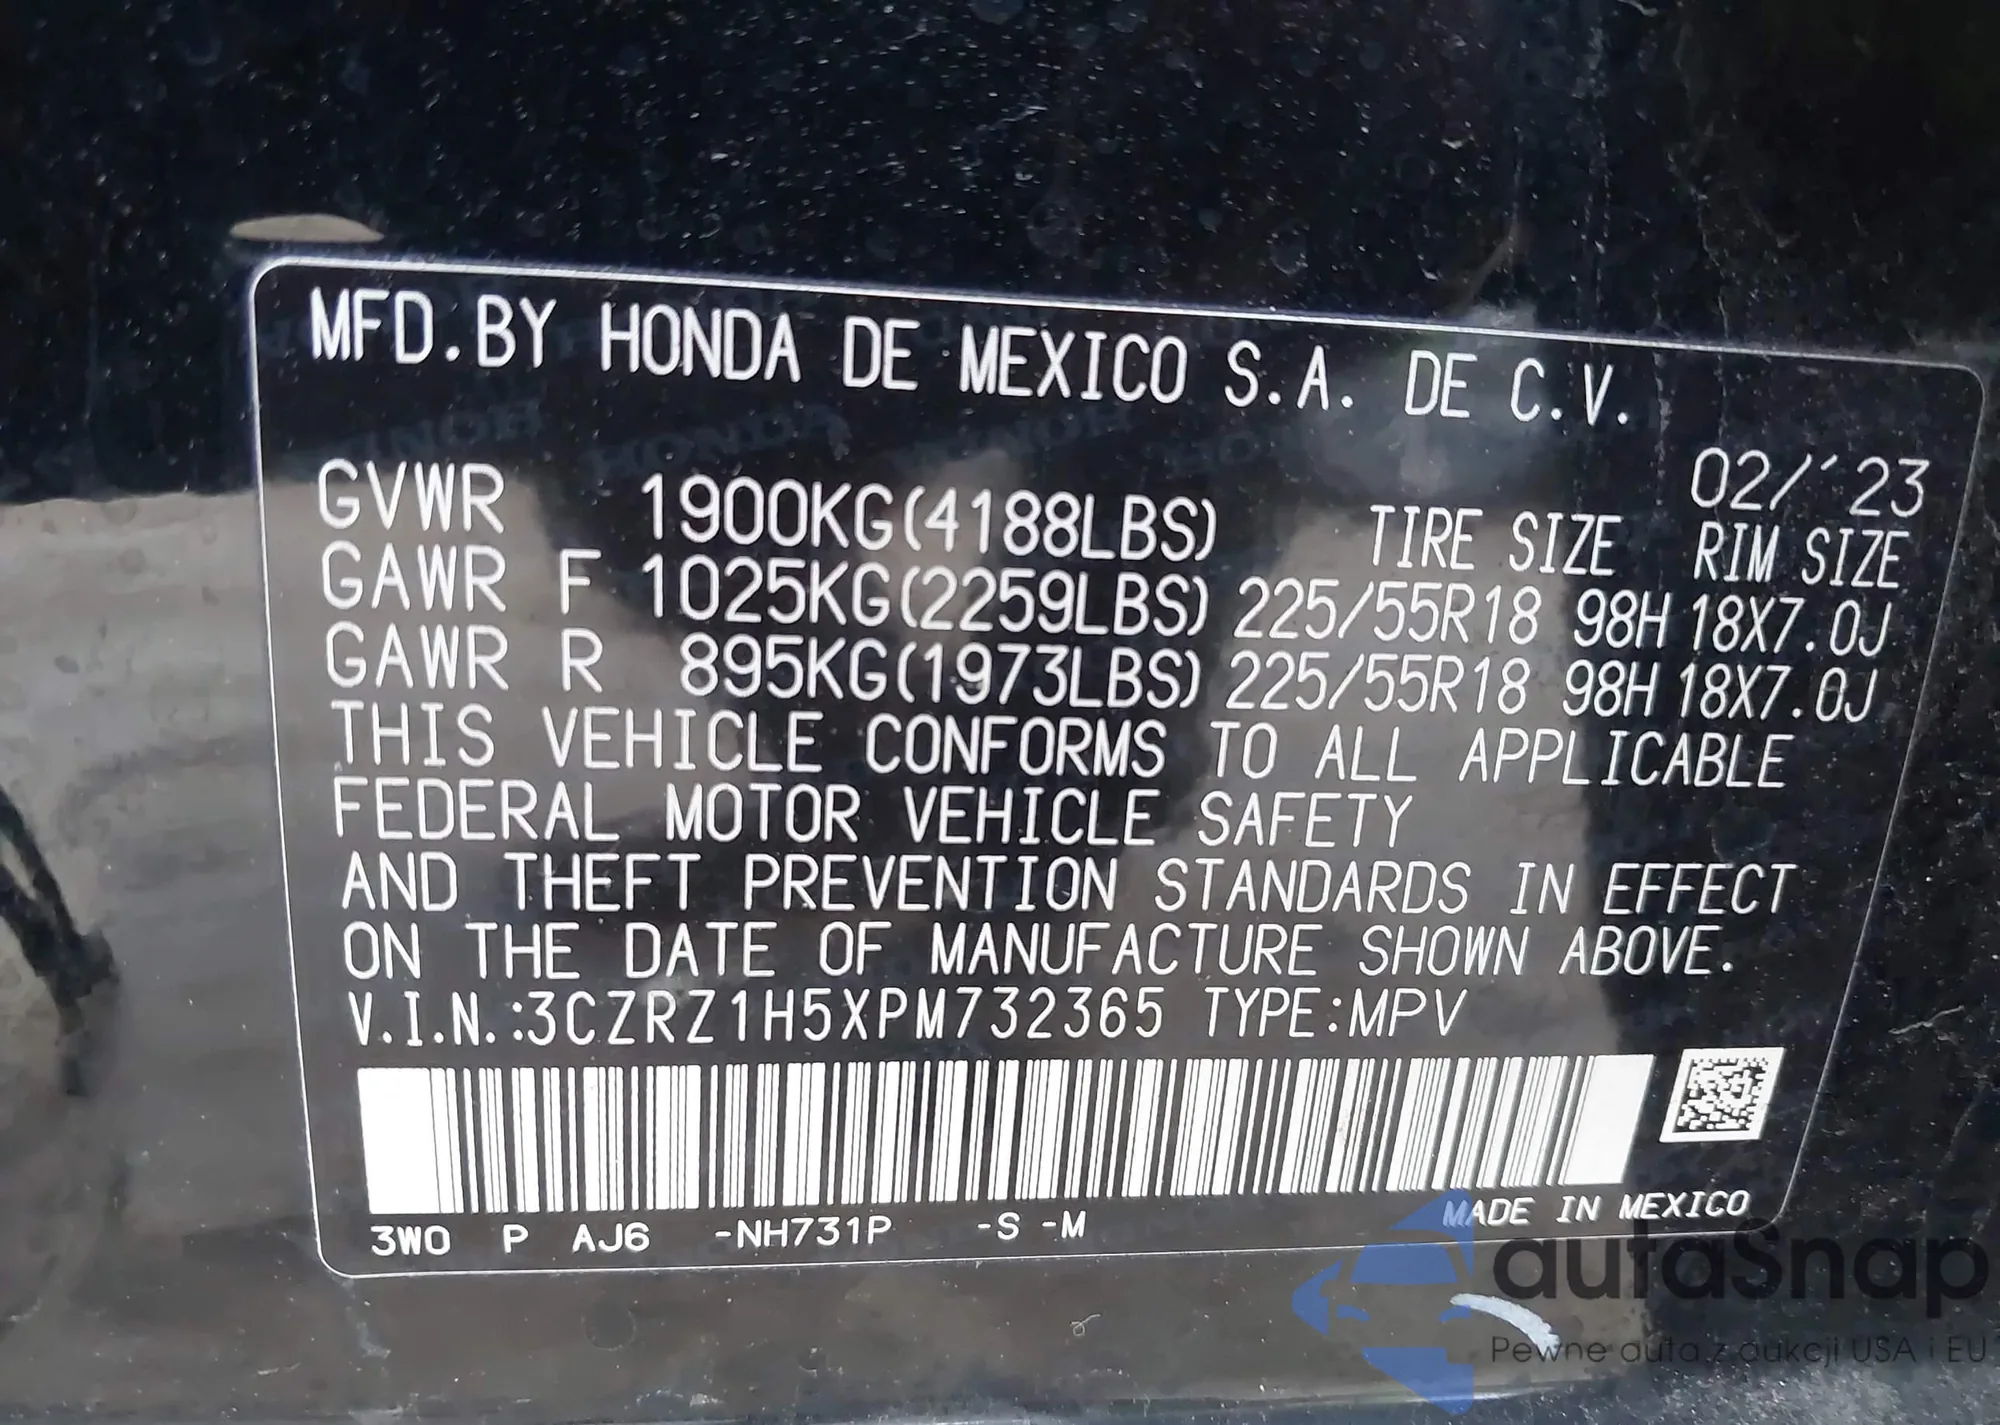 MFD.BY HONDA DE MEXICO S.A. DE C.V.
02/'23
GVWR 1900KG(4188LBS) TIRE SIZE RIM SIZE
GAWR F 1025KG(2259LBS) 225/55R18 98H 18X7.0J
GAWR R 895KG(1973LBS) 225/55R18 98H 18X7.0J
THIS VEHICLE CONFORMS TO ALL APPLICABLE
FEDERAL MOTOR VEHICLE SAFETY
AND THEFT PREVENTION STANDARDS IN EFFECT
ON THE DATE OF MANUFACTURE SHOWN ABOVE.
V.I.N.:3CZRZ1H5XPM732365 TYPE:MPV
3W0 P AJ6 -NH731P -S -M MADE IN MEXICO
autaSnap
Pewne auta z aukcji USA i EU